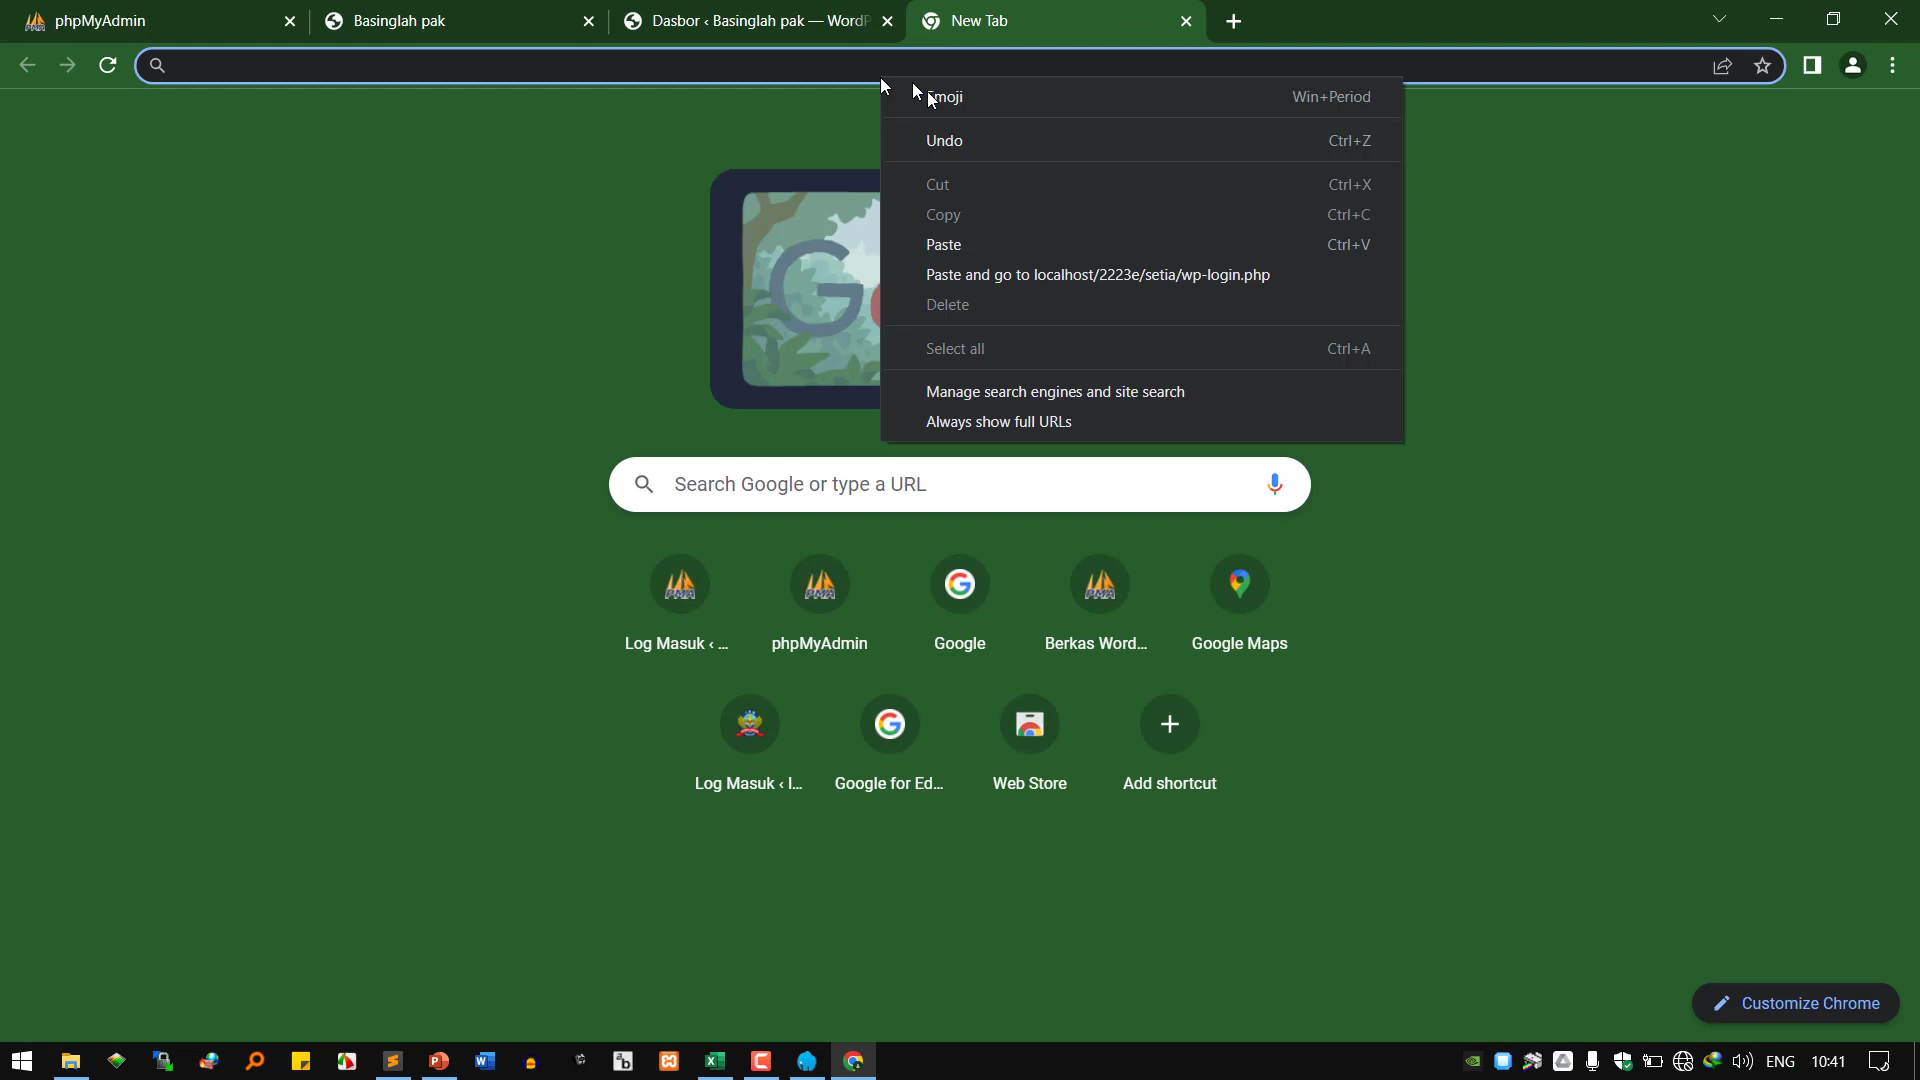 phpMyAdmin
Basinglah pak
Dasbor ‹ Basinglah pak — WordP
New Tab
Emoji Win+Period
Undo Ctrl+Z
Cut Ctrl+X
Copy Ctrl+C
Paste Ctrl+V
Paste and go to localhost/2223e/setia/wp-login.php
Delete
Select all Ctrl+A
Manage search engines and site search
Always show full URLs
Search Google or type a URL
Log Masuk ‹ ...
phpMyAdmin
Google
Berkas Word...
Google Maps
Log Masuk ‹ I...
Google for Ed...
Web Store
Add shortcut
Customize Chrome
ENG 10:41